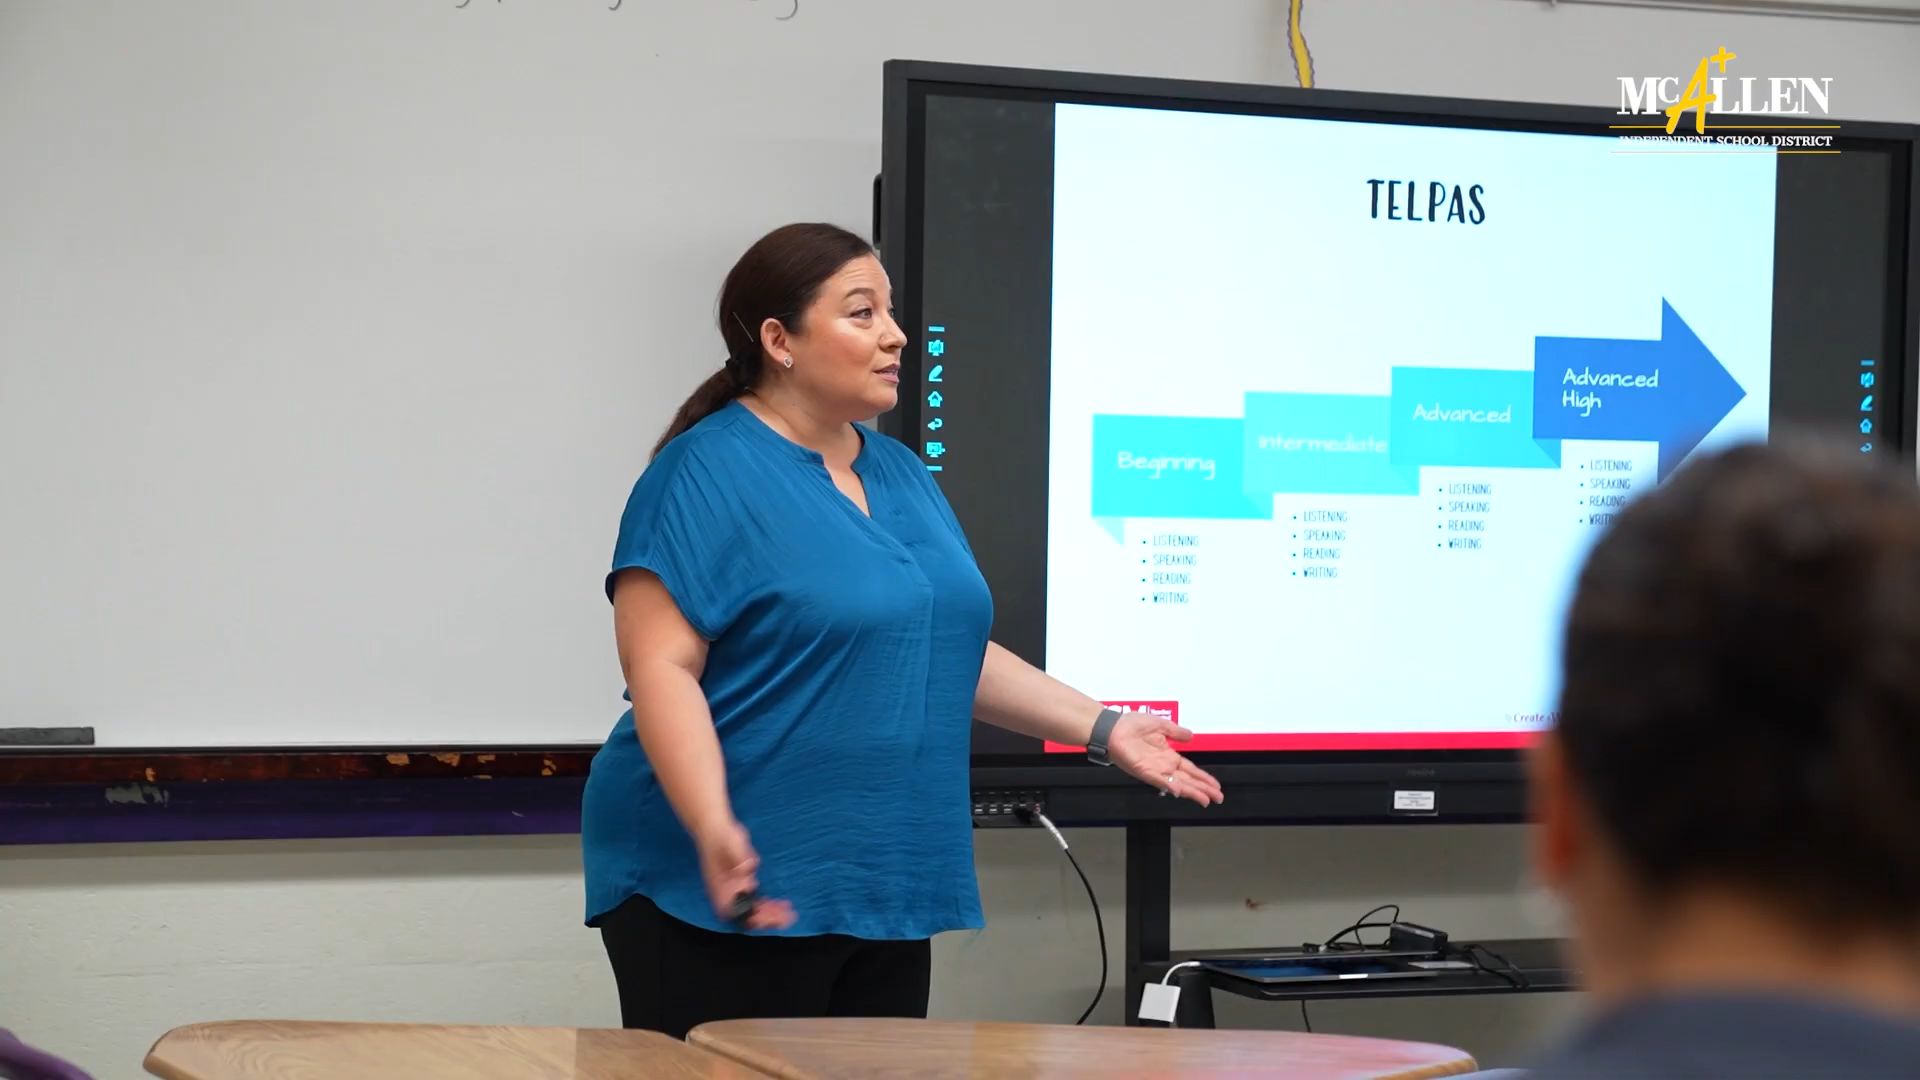 McALLEN
INDEPENDENT SCHOOL DISTRICT
TELPAS
Beginning
Intermediate
Advanced
Advanced
High
• LISTENING
• SPEAKING
• READING
• WRITING
• LISTENING
• SPEAKING
• READING
• WRITING
• LISTENING
• SPEAKING
• READING
• WRITING
• LISTENING
• SPEAKING
• READING